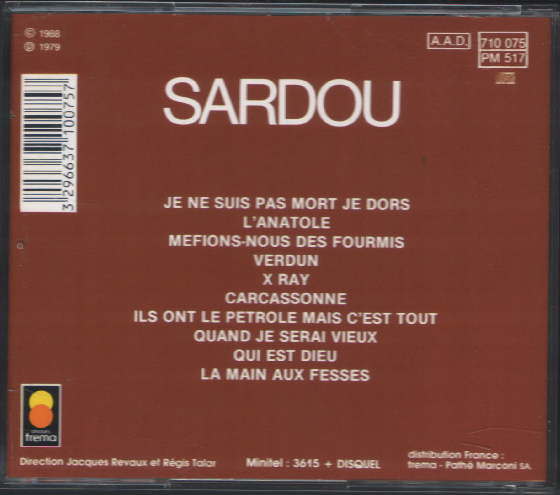 © 1988
℗ 1979
A.A.D.
710 075
PM 517
3 296637 100757
SARDOU
JE NE SUIS PAS MORT JE DORS
L'ANATOLE
MEFIONS-NOUS DES FOURMIS
VERDUN
X RAY
CARCASSONNE
ILS ONT LE PETROLE MAIS C'EST TOUT
QUAND JE SERAI VIEUX
QUI EST DIEU
LA MAIN AUX FESSES
trema
Direction Jacques Revaux et Régis Talar
Minitel : 3615 + DISQUEL
distribution France :
trema - Pathé Marconi SA.